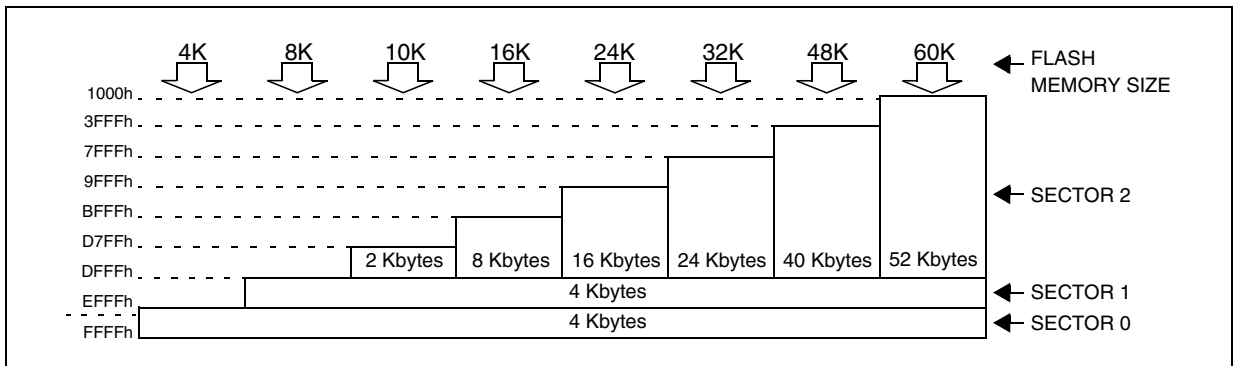 4K 8K 10K 16K 24K 32K 48K 60K
FLASH
MEMORY SIZE
1000h
3FFFh
7FFFh
9FFFh
SECTOR 2
BFFFh
D7FFh
2 Kbytes 8 Kbytes 16 Kbytes 24 Kbytes 40 Kbytes 52 Kbytes
DFFFh
4 Kbytes
SECTOR 1
EFFFh
4 Kbytes
SECTOR 0
FFFFh